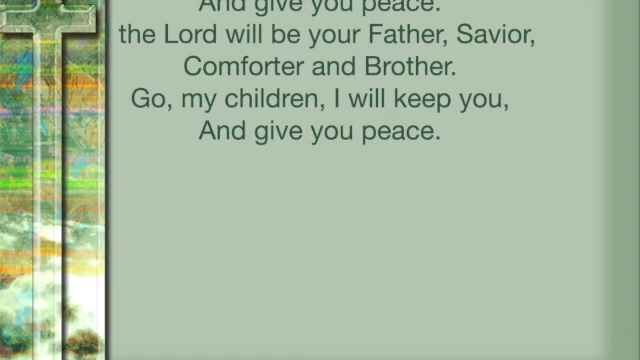 And give you peace.
the Lord will be your Father, Savior,
Comforter and Brother.
Go, my children, I will keep you,
And give you peace.